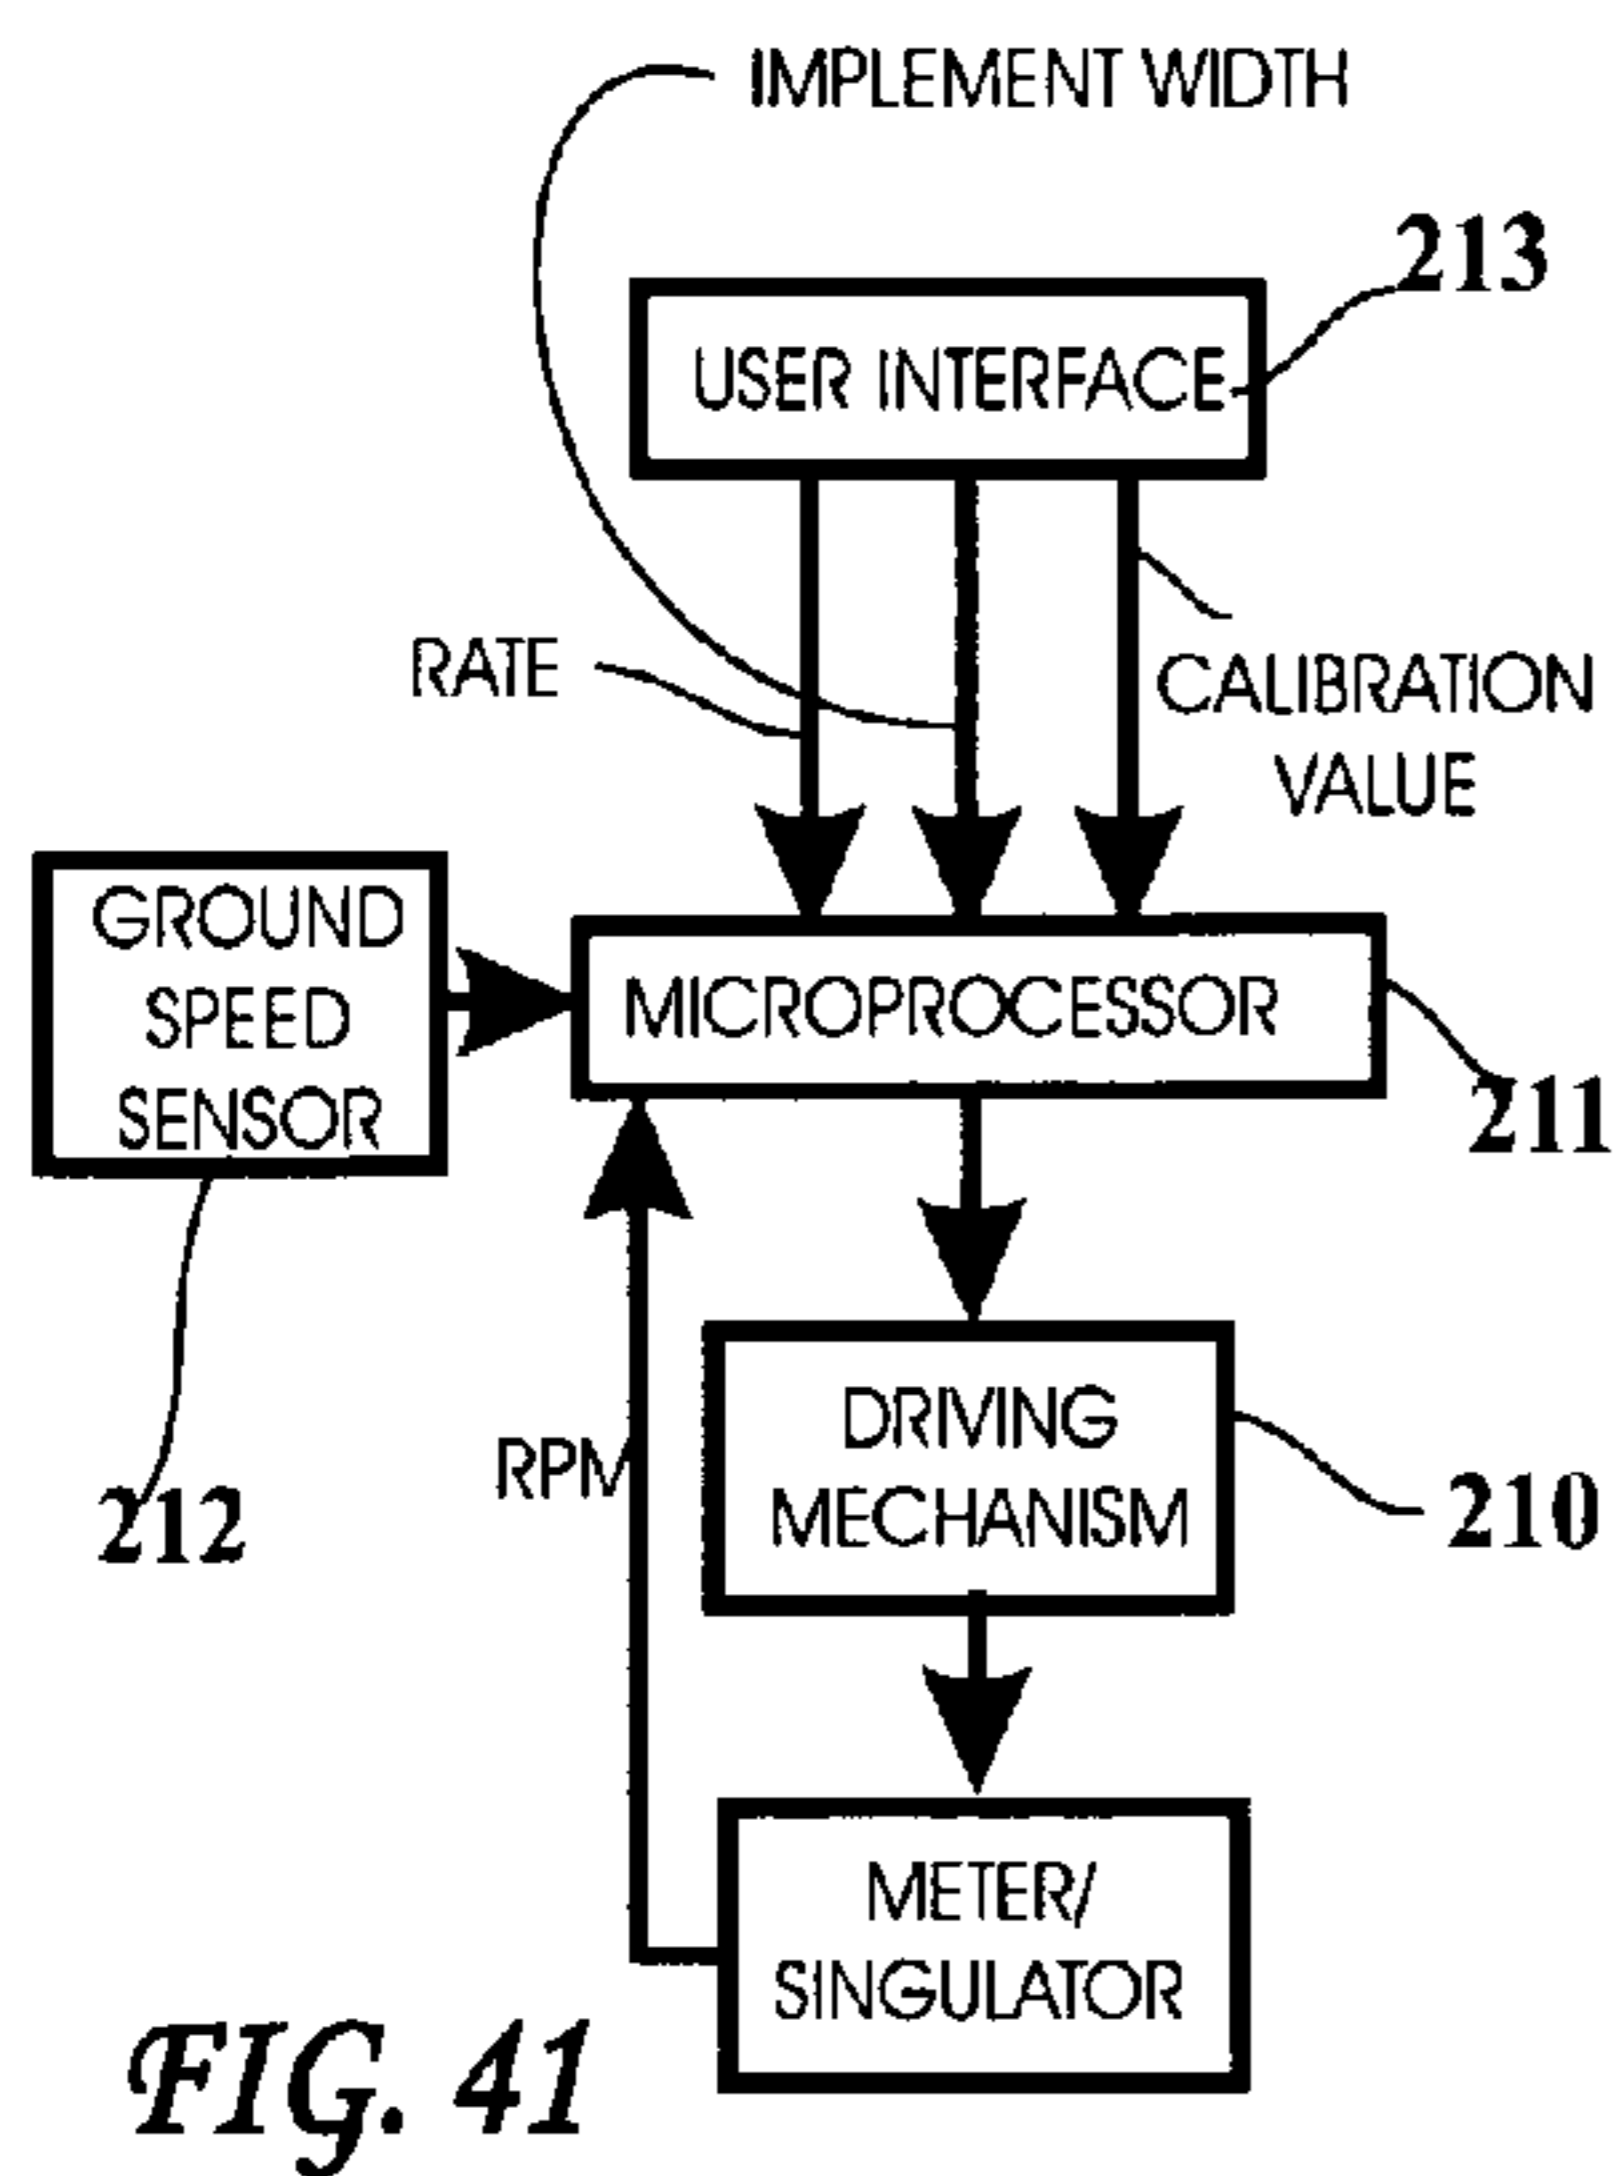 IMPLEMENT WIDTH
213
USER INTERFACE
RATE
CALIBRATION
VALUE
GROUND
SPEED
SENSOR
MICROPROCESSOR
211
DRIVING
MECHANISM
RPM
210
212
METER/
SINGULATOR
FIG. 41